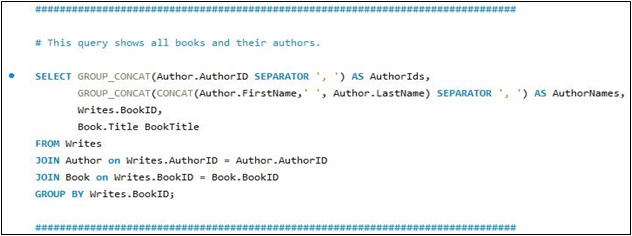 ################################################################################
# This query shows all books and their authors.
SELECT GROUP_CONCAT(Author.AuthorID SEPARATOR ', ') AS AuthorIds,
GROUP_CONCAT(CONCAT(Author.FirstName,' ', Author.LastName) SEPARATOR ', ') AS AuthorNames,
Writes.BookID,
Book.Title BookTitle
FROM Writes
JOIN Author on Writes.AuthorID = Author.AuthorID
JOIN Book on Writes.BookID = Book.BookID
GROUP BY Writes.BookID;
################################################################################